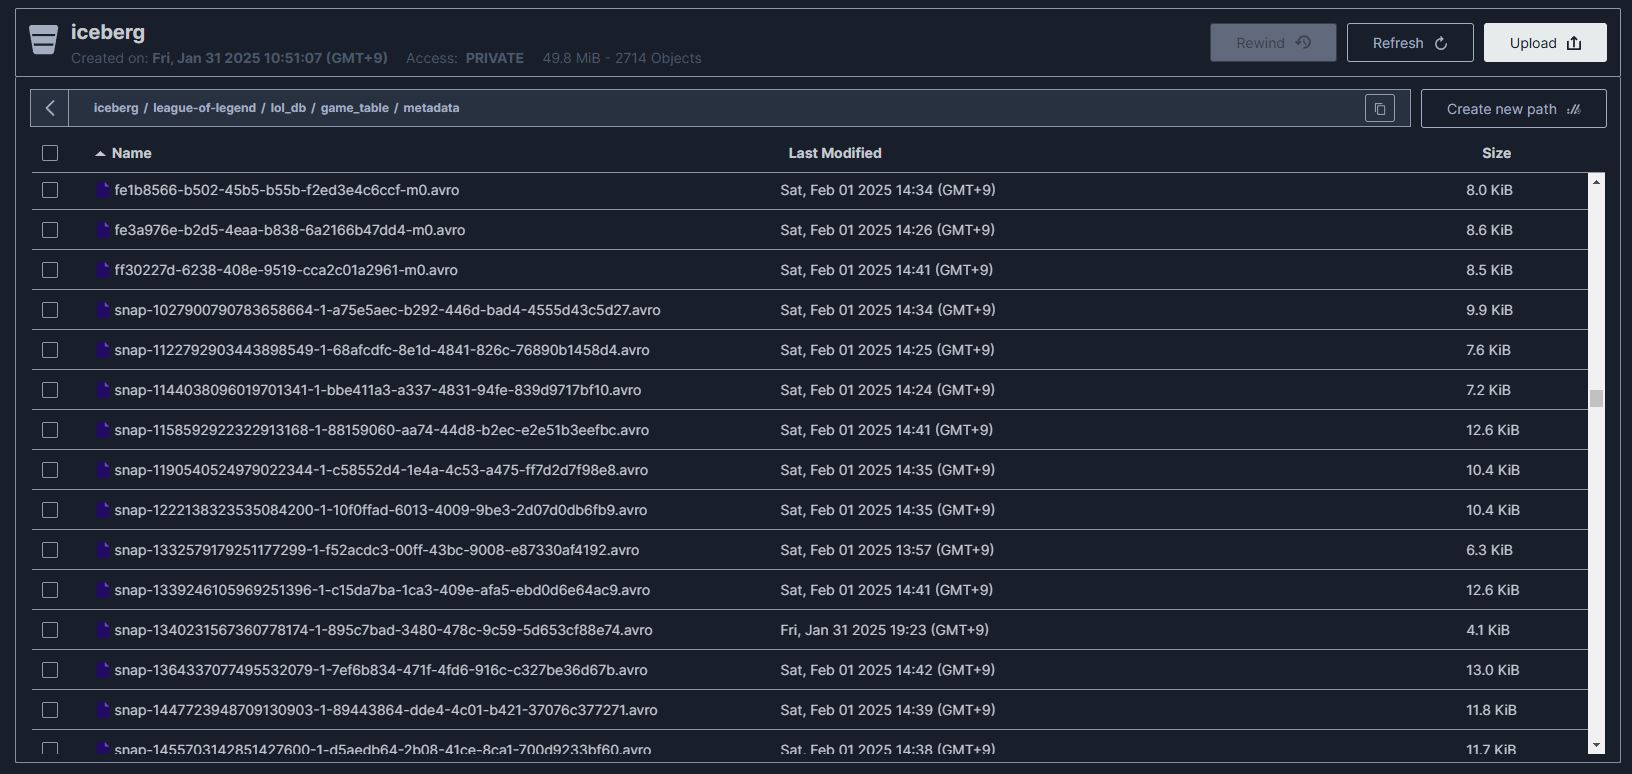 iceberg
Created on: Fri, Jan 31 2025 10:51:07 (GMT+9) Access: PRIVATE 49.8 MiB - 2714 Objects
Rewind Refresh Upload
iceberg / league-of-legend / lol_db / game_table / metadata
Create new path
Name Last Modified Size
fe1b8566-b502-45b5-b55b-f2ed3e4c6ccf-m0.avro Sat, Feb 01 2025 14:34 (GMT+9) 8.0 KiB
fe3a976e-b2d5-4eaa-b838-6a2166b47dd4-m0.avro Sat, Feb 01 2025 14:26 (GMT+9) 8.6 KiB
ff30227d-6238-408e-9519-cca2c01a2961-m0.avro Sat, Feb 01 2025 14:41 (GMT+9) 8.5 KiB
snap-1027900790783658664-1-a75e5aec-b292-446d-bad4-4555d43c5d27.avro Sat, Feb 01 2025 14:34 (GMT+9) 9.9 KiB
snap-1122792903443898549-1-68afcdfc-8e1d-4841-826c-76890b1458d4.avro Sat, Feb 01 2025 14:25 (GMT+9) 7.6 KiB
snap-1144038096019701341-1-bbe411a3-a337-4831-94fe-839d9717bf10.avro Sat, Feb 01 2025 14:24 (GMT+9) 7.2 KiB
snap-1158592922322913168-1-88159060-aa74-44d8-b2ec-e2e51b3eefbc.avro Sat, Feb 01 2025 14:41 (GMT+9) 12.6 KiB
snap-1190540524979022344-1-c58552d4-1e4a-4c53-a475-ff7d2d7f98e8.avro Sat, Feb 01 2025 14:35 (GMT+9) 10.4 KiB
snap-1222138323535084200-1-10f0ffad-6013-4009-9be3-2d07d0db6fb9.avro Sat, Feb 01 2025 14:35 (GMT+9) 10.4 KiB
snap-1332579179251177299-1-f52acdc3-00ff-43bc-9008-e87330af4192.avro Sat, Feb 01 2025 13:57 (GMT+9) 6.3 KiB
snap-1339246105969251396-1-c15da7ba-1ca3-409e-afa5-ebd0d6e64ac9.avro Sat, Feb 01 2025 14:41 (GMT+9) 12.6 KiB
snap-1340231567360778174-1-895c7bad-3480-478c-9c59-5d653cf88e74.avro Fri, Jan 31 2025 19:23 (GMT+9) 4.1 KiB
snap-1364337077495532079-1-7ef6b834-471f-4fd6-916c-c327be36d67b.avro Sat, Feb 01 2025 14:42 (GMT+9) 13.0 KiB
snap-1447723948709130903-1-89443864-dde4-4c01-b421-37076c377271.avro Sat, Feb 01 2025 14:39 (GMT+9) 11.8 KiB
snap-1455703142851427600-1-d5aedb64-2b08-41ce-8ca1-700d9233bf60.avro Sat, Feb 01 2025 14:38 (GMT+9) 11.7 KiB